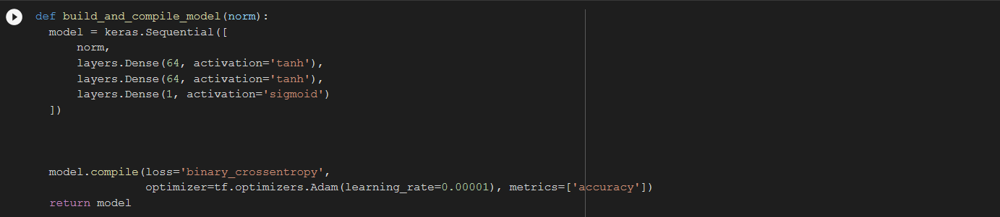 def build_and_compile_model(norm):
  model = keras.Sequential([
      norm,
      layers.Dense(64, activation='tanh'),
      layers.Dense(64, activation='tanh'),
      layers.Dense(1, activation='sigmoid')
  ])
  model.compile(loss='binary_crossentropy',
                optimizer=tf.optimizers.Adam(learning_rate=0.00001), metrics=['accuracy'])
  return model